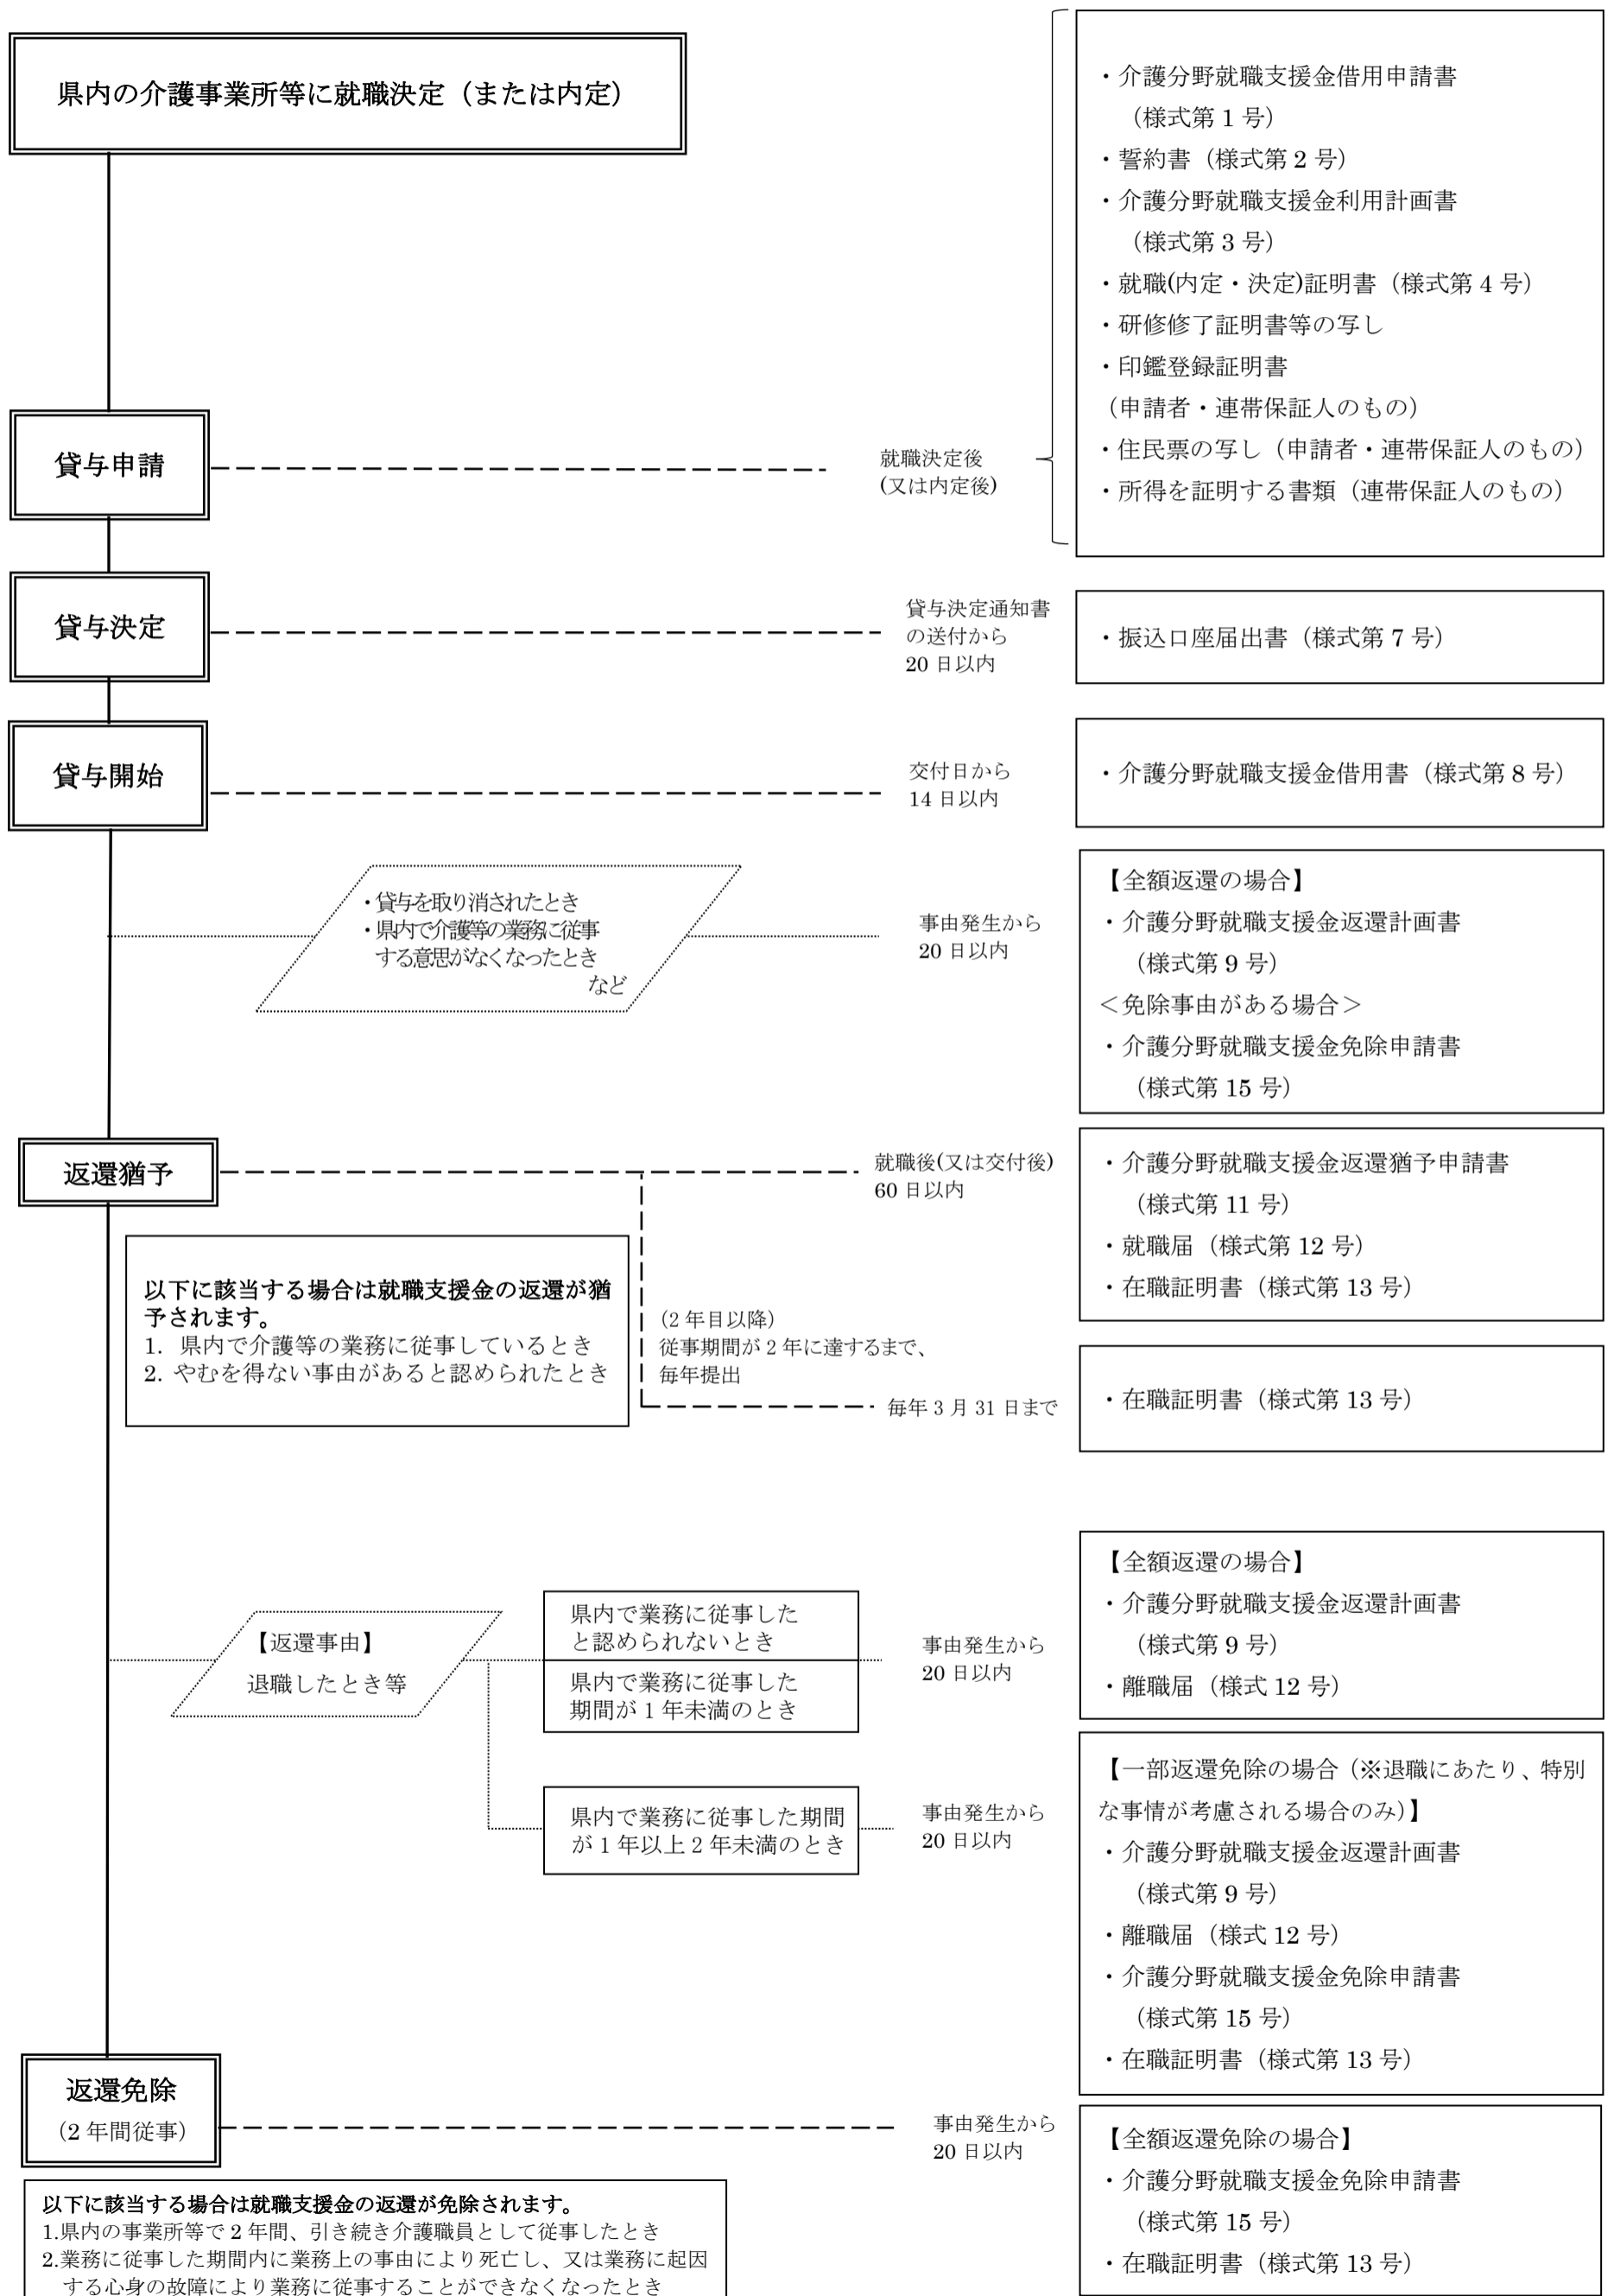 県内の介護事業所等に就職決定（または内定）
・介護分野就職支援金借用申請書
（様式第 1 号）
・誓約書（様式第 2 号）
・介護分野就職支援金利用計画書
（様式第 3 号）
・就職(内定・決定)証明書（様式第 4 号）
・研修修了証明書等の写し
・印鑑登録証明書
（申請者・連帯保証人のもの）
・住民票の写し（申請者・連帯保証人のもの）
・所得を証明する書類（連帯保証人のもの）
貸与申請
就職決定後
(又は内定後)
貸与決定
貸与決定通知書
の送付から
20 日以内
・振込口座届出書（様式第 7 号）
貸与開始
交付日から
14 日以内
・介護分野就職支援金借用書（様式第 8 号）
・貸与を取り消されたとき
・県内で介護等の業務に従事
する意思がなくなったとき
など
事由発生から
20 日以内
【全額返還の場合】
・介護分野就職支援金返還計画書
（様式第 9 号）
＜免除事由がある場合＞
・介護分野就職支援金免除申請書
（様式第 15 号）
返還猶予
就職後(又は交付後)
60 日以内
・介護分野就職支援金返還猶予申請書
（様式第 11 号）
・就職届（様式第 12 号）
・在職証明書（様式第 13 号）
以下に該当する場合は就職支援金の返還が猶
予されます。
1. 県内で介護等の業務に従事しているとき
2. やむを得ない事由があると認められたとき
（2 年目以降）
従事期間が 2 年に達するまで、
毎年提出
毎年 3 月 31 日まで
・在職証明書（様式第 13 号）
【返還事由】
退職したとき等
県内で業務に従事した
と認められないとき
県内で業務に従事した
期間が 1 年未満のとき
事由発生から
20 日以内
【全額返還の場合】
・介護分野就職支援金返還計画書
（様式第 9 号）
・離職届（様式 12 号）
県内で業務に従事した期間
が 1 年以上 2 年未満のとき
事由発生から
20 日以内
【一部返還免除の場合（※退職にあたり、特別
な事情が考慮される場合のみ）】
・介護分野就職支援金返還計画書
（様式第 9 号）
・離職届（様式 12 号）
・介護分野就職支援金免除申請書
（様式第 15 号）
・在職証明書（様式第 13 号）
返還免除
（2 年間従事）
事由発生から
20 日以内
【全額返還免除の場合】
・介護分野就職支援金免除申請書
（様式第 15 号）
・在職証明書（様式第 13 号）
以下に該当する場合は就職支援金の返還が免除されます。
1.県内の事業所等で 2 年間、引き続き介護職員として従事したとき
2.業務に従事した期間内に業務上の事由により死亡し、又は業務に起因
する心身の故障により業務に従事することができなくなったとき